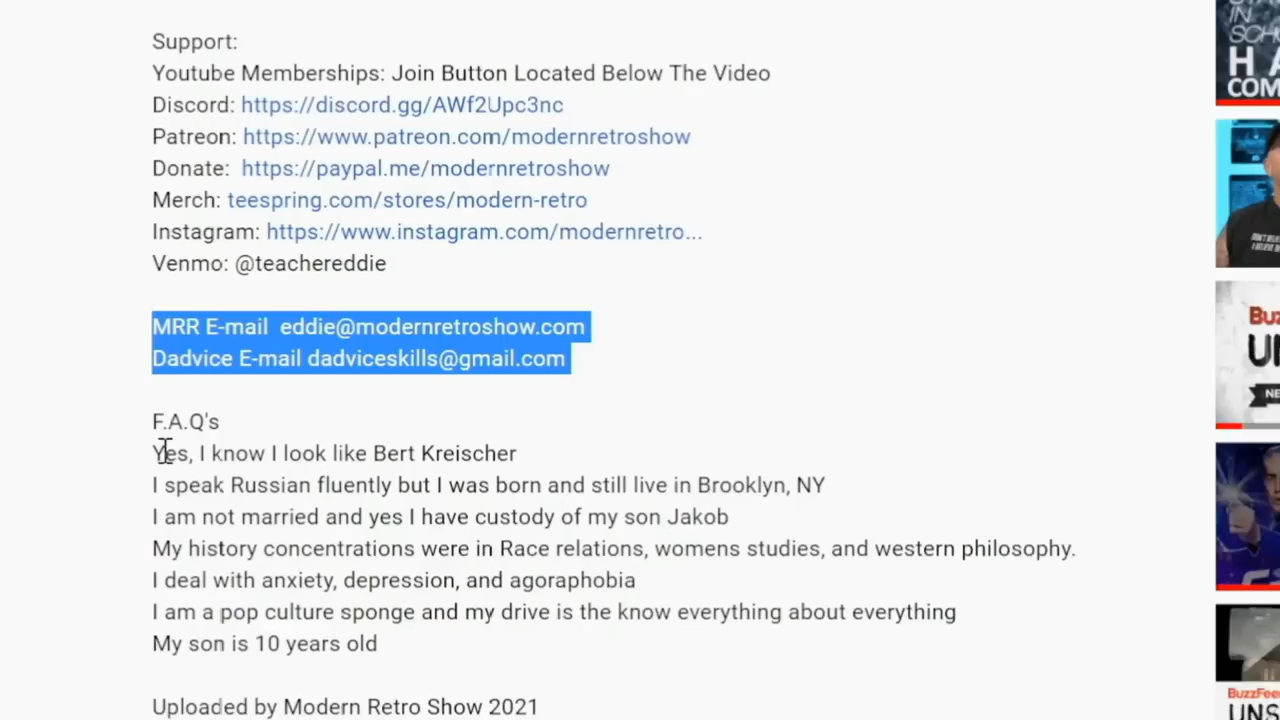 Support:
Youtube Memberships: Join Button Located Below The Video
Discord: https://discord.gg/AWf2Upc3nc
Patreon: https://www.patreon.com/modernretroshow
Donate: https://paypal.me/modernretroshow
Merch: teespring.com/stores/modern-retro
Instagram: https://www.instagram.com/modernretro...
Venmo: @teachereddie
MRR E-mail eddie@modernretroshow.com
Dadvice E-mail dadviceskills@gmail.com
F.A.Q's
Yes, I know I look like Bert Kreischer
I speak Russian fluently but I was born and still live in Brooklyn, NY
I am not married and yes I have custody of my son Jakob
My history concentrations were in Race relations, womens studies, and western philosophy.
I deal with anxiety, depression, and agoraphobia
I am a pop culture sponge and my drive is the know everything about everything
My son is 10 years old
Uploaded by Modern Retro Show 2021
IN
COM
NE
BuzzFee
UNS